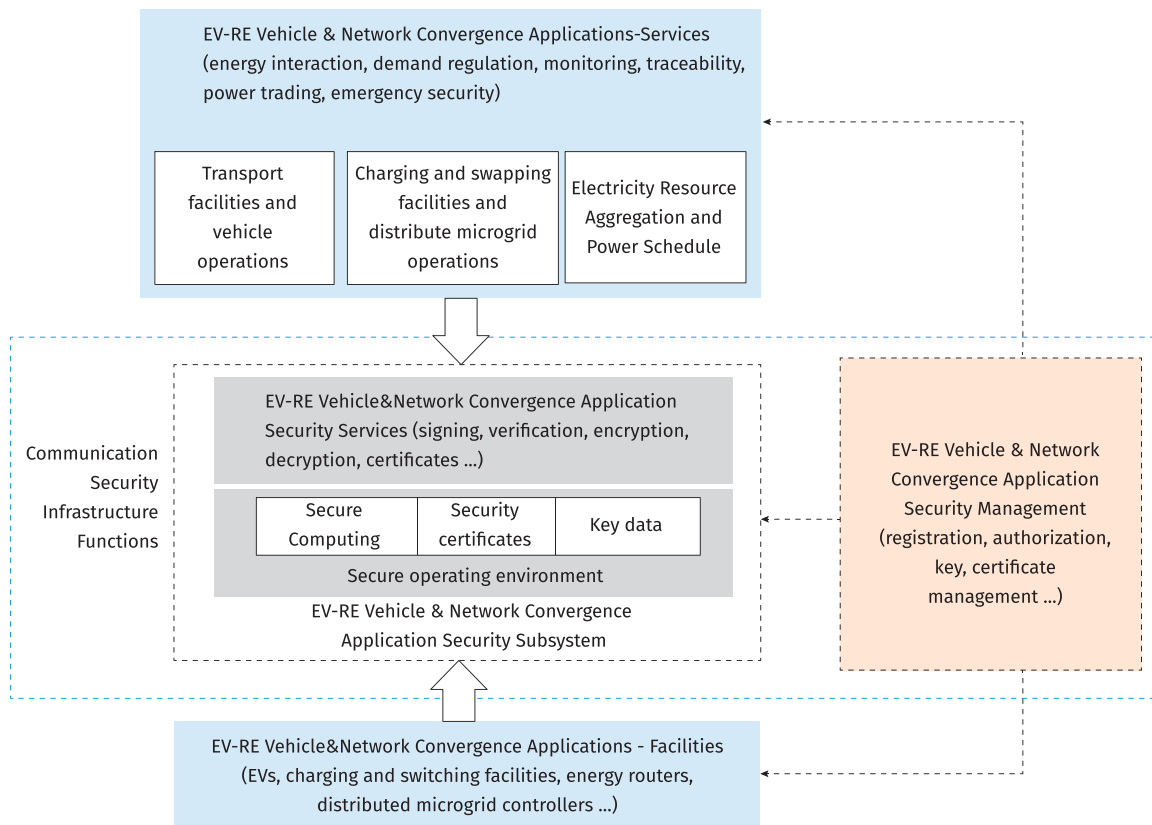 EV-RE Vehicle & Network Convergence Applications-Services
(energy interaction, demand regulation, monitoring, traceability,
power trading, emergency security)
Transport
facilities and
vehicle
operations
Charging and swapping
facilities and
distribute microgrid
operations
Electricity Resource
Aggregation and
Power Schedule
Communication
Security
Infrastructure
Functions
EV-RE Vehicle&Network Convergence Application
Security Services (signing, verification, encryption,
decryption, certificates ...)
Secure
Computing
Security
certificates
Key data
Secure operating environment
EV-RE Vehicle & Network Convergence
Application Security Subsystem
EV-RE Vehicle & Network
Convergence Application
Security Management
(registration, authorization,
key, certificate
management ...)
EV-RE Vehicle&Network Convergence Applications - Facilities
(EVs, charging and switching facilities, energy routers,
distributed microgrid controllers ...)